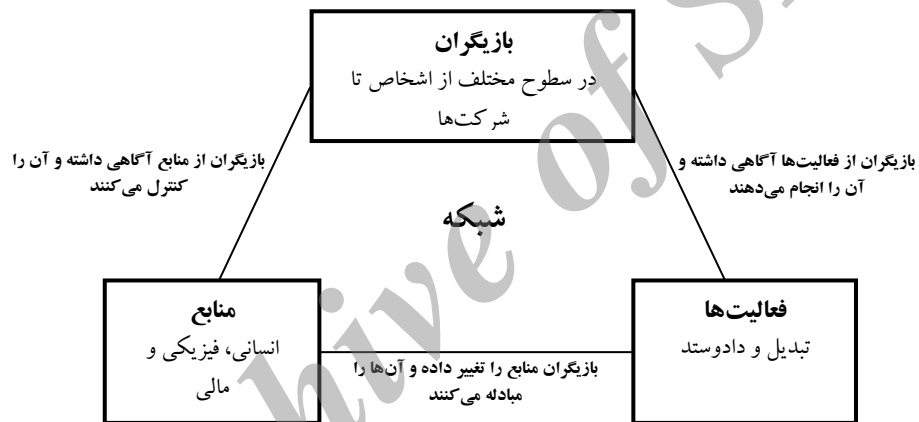 بازیگران
در سطوح مختلف از اشخاص تا
شرکت‌ها
بازیگران از فعالیت‌ها آگاهی داشته و
آن را انجام می‌دهند
بازیگران از منابع آگاهی داشته و آن را
کنترل می‌کنند
شبکه
فعالیت‌ها
تبدیل و دادوستد
منابع
انسانی، فیزیکی و
مالی
بازیگران منابع را تغییر داده و آن‌ها را
مبادله می‌کنند
hive of S